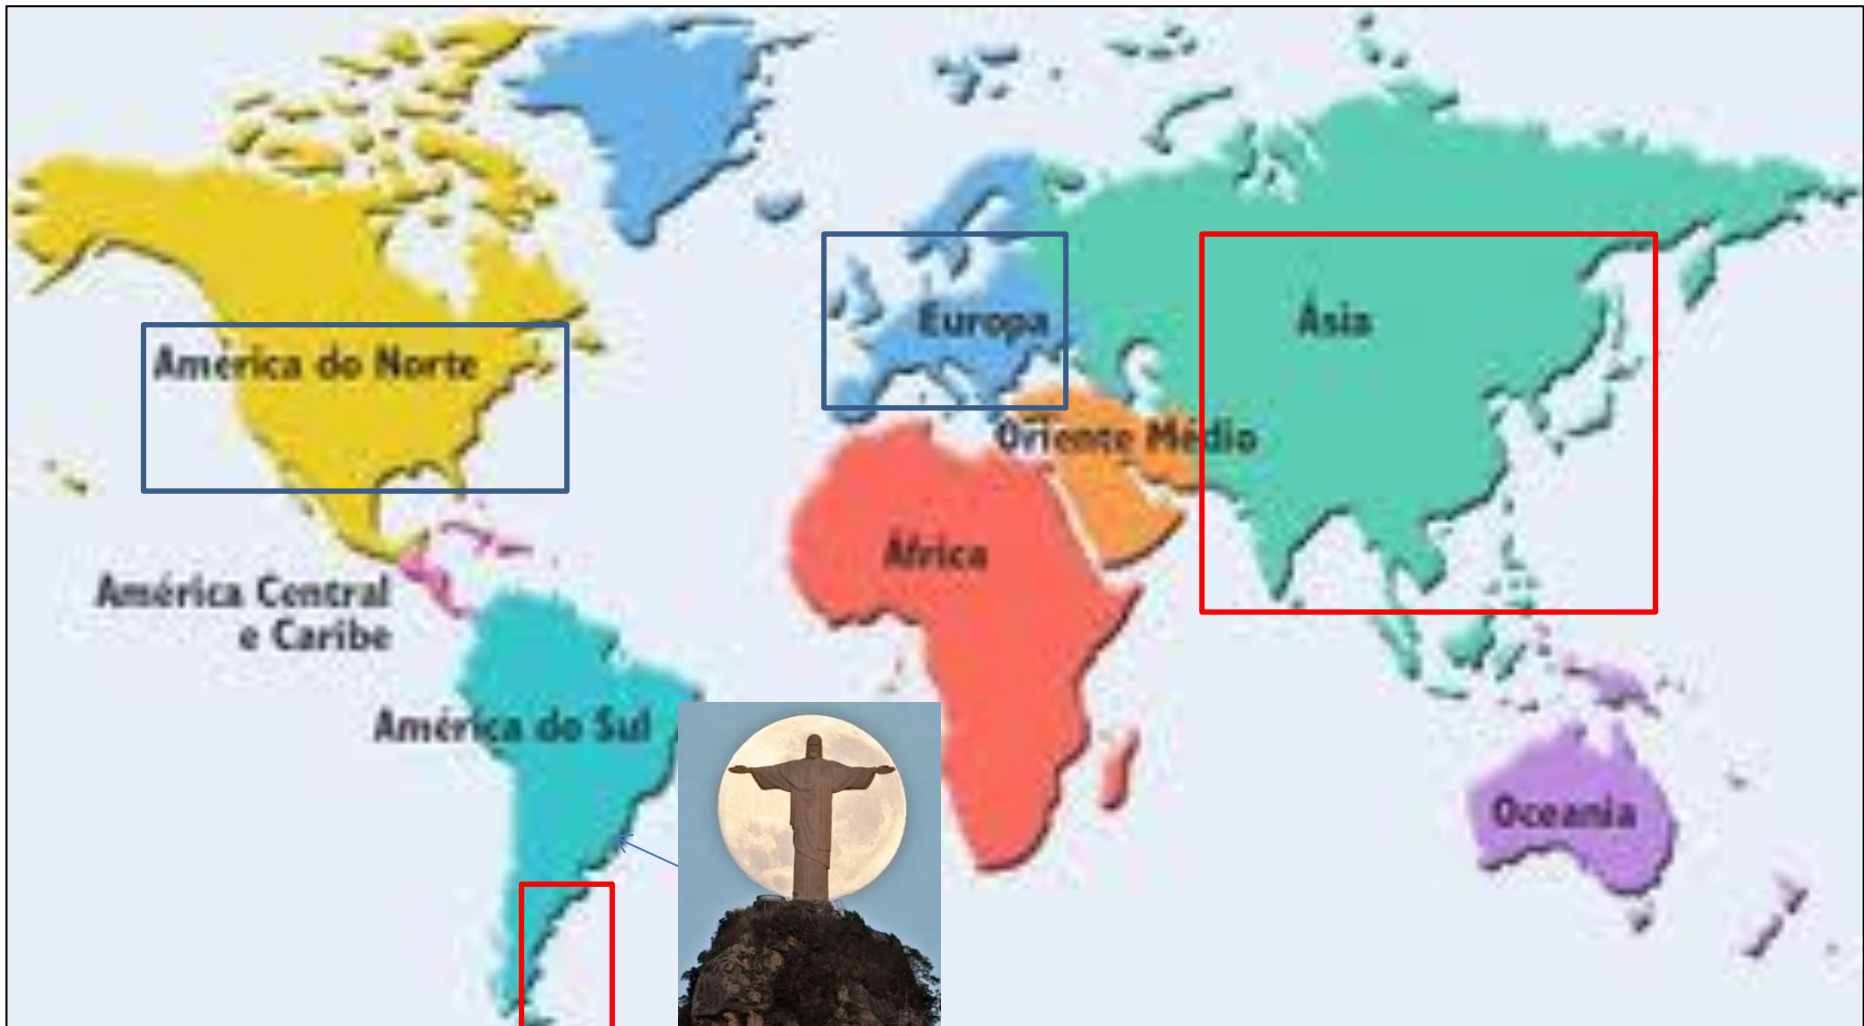 América do Norte
Europa
Ásia
Oriente Médio
África
América Central
e Caribe
América do Sul
Oceania